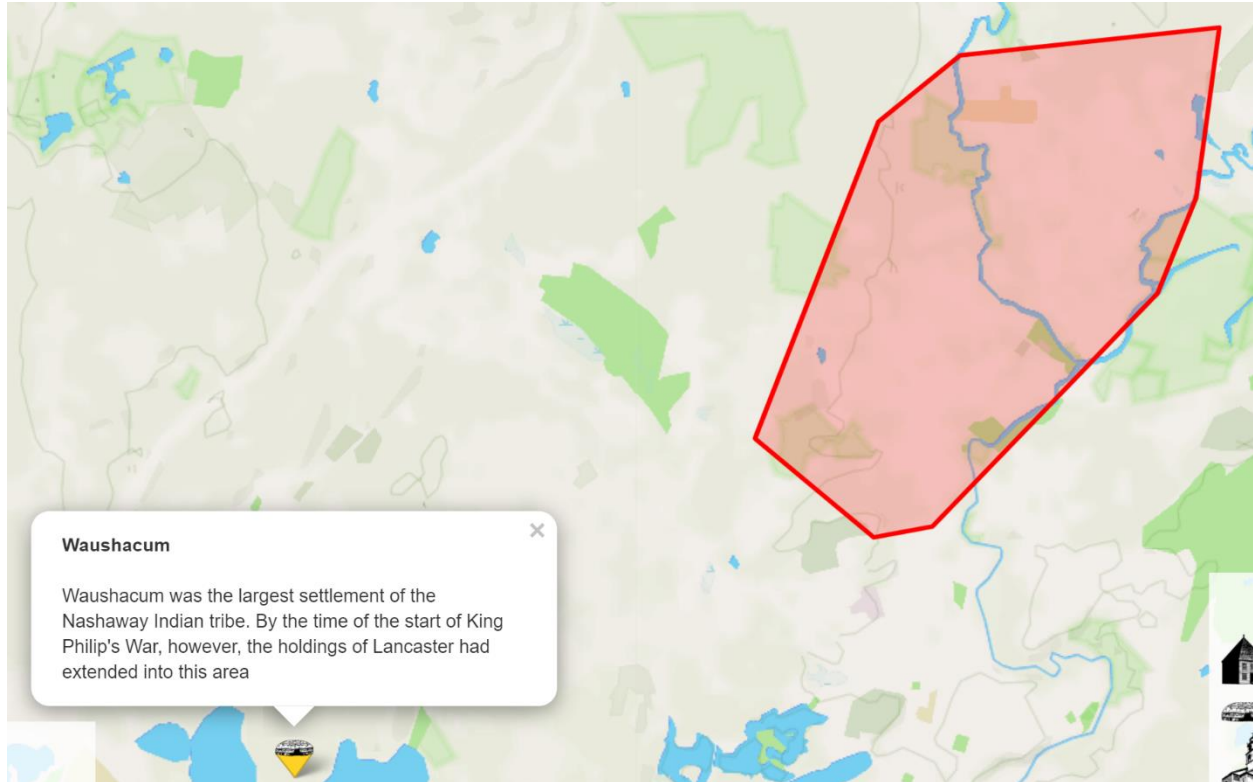 Waushacum
×
Waushacum was the largest settlement of the
Nashaway Indian tribe. By the time of the start of King
Philip's War, however, the holdings of Lancaster had
extended into this area